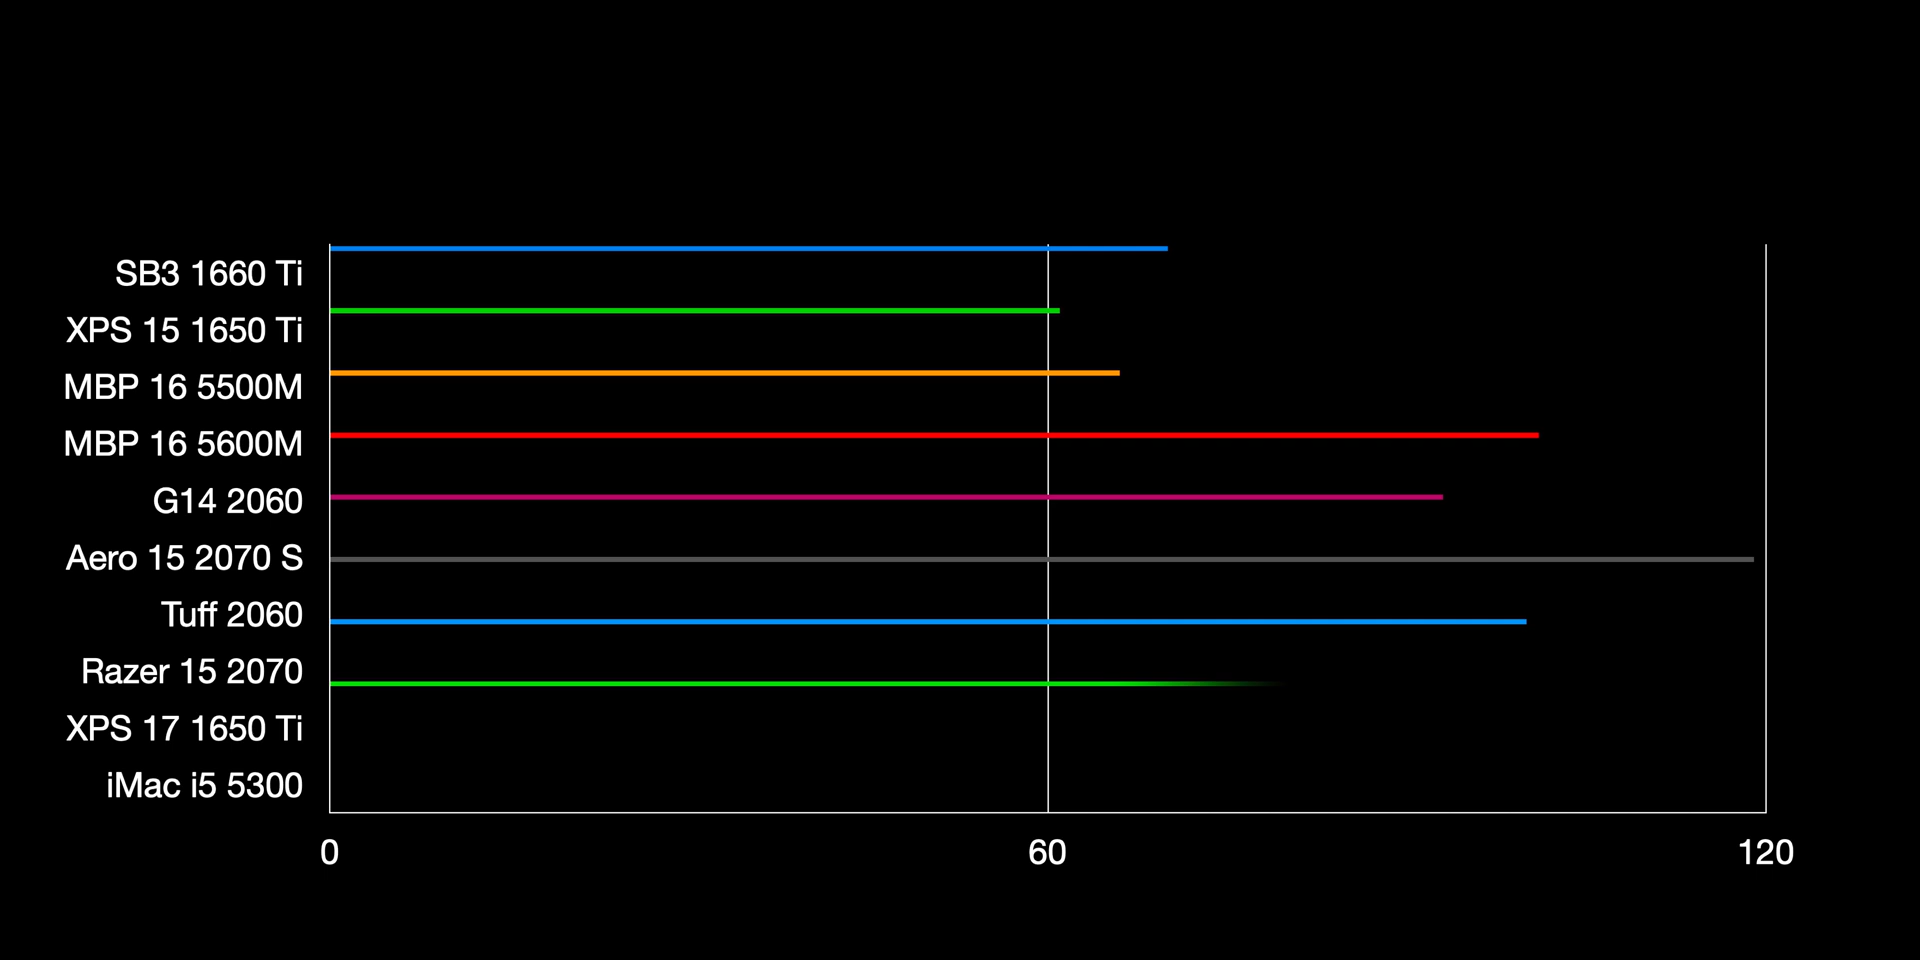 SB3 1660 Ti
XPS 15 1650 Ti
MBP 16 5500M
MBP 16 5600M
G14 2060
Aero 15 2070 S
Tuff 2060
Razer 15 2070
XPS 17 1650 Ti
iMac i5 5300
0 60 120